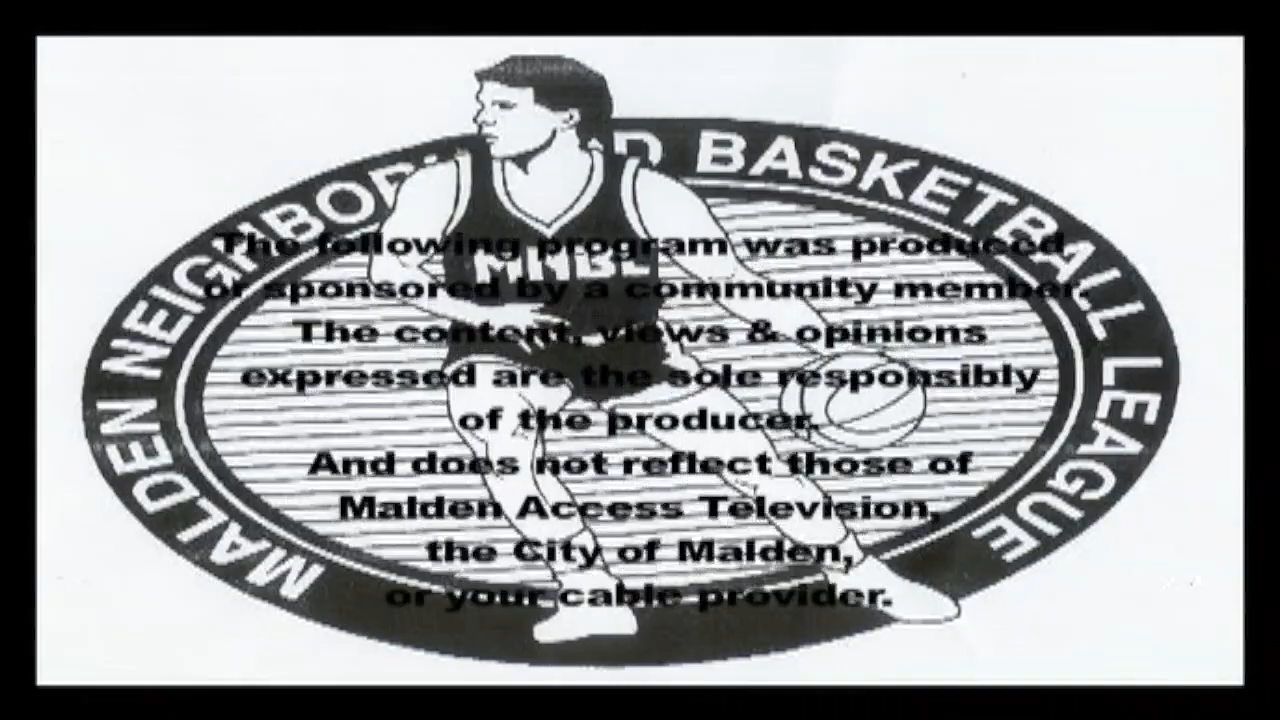 MALDEN NEIGHBOR D BASKETBALL LEAGUE
MNBL
The following program was produced
or sponsored by a community member.
The content, views & opinions
expressed are the sole responsibly
of the producer.
And does not reflect those of
Malden Access Television,
the City of Malden,
or your cable provider.